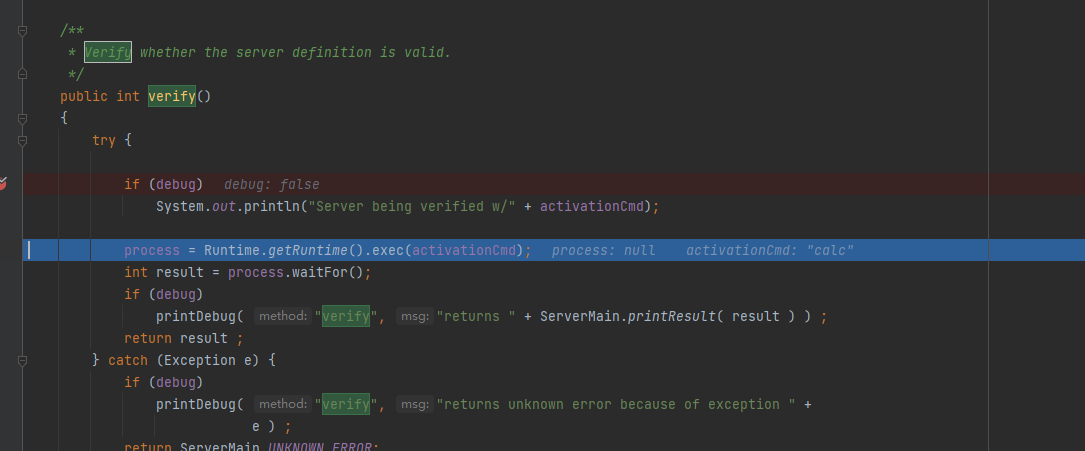 /**
* Verify whether the server definition is valid.
*/
public int verify()
{
try {
if (debug) debug: false
System.out.println("Server being verified w/" + activationCmd);
process = Runtime.getRuntime().exec(activationCmd); process: null activationCmd: "calc"
int result = process.waitFor();
if (debug)
printDebug( method: "verify", msg: "returns " + ServerMain.printResult( result ) ) ;
return result ;
} catch (Exception e) {
if (debug)
printDebug( method: "verify", msg: "returns unknown error because of exception " +
e ) ;
return ServerMain.UNKNOWN_ERROR;